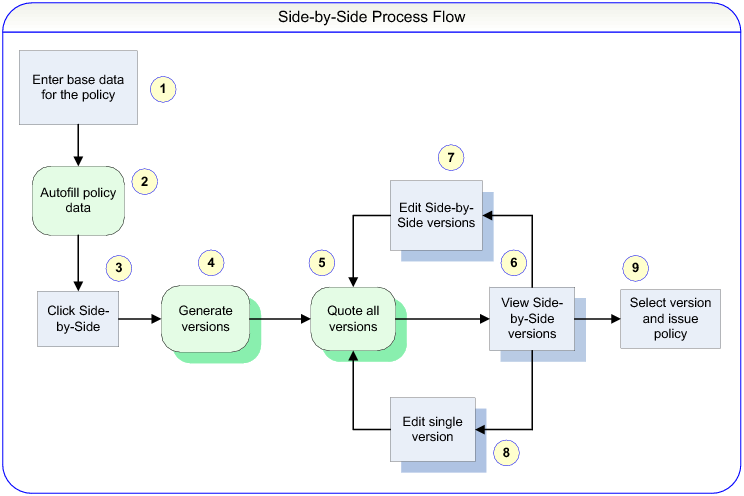 Side-by-Side Process Flow
Enter base data
for the policy
1
Autofill policy
data
2
Click Side-
by-Side
3
Generate
versions
4
Quote all
versions
5
View Side-
by-Side
versions
6
Edit Side-by-
Side versions
7
Edit single
version
8
Select version
and issue
policy
9